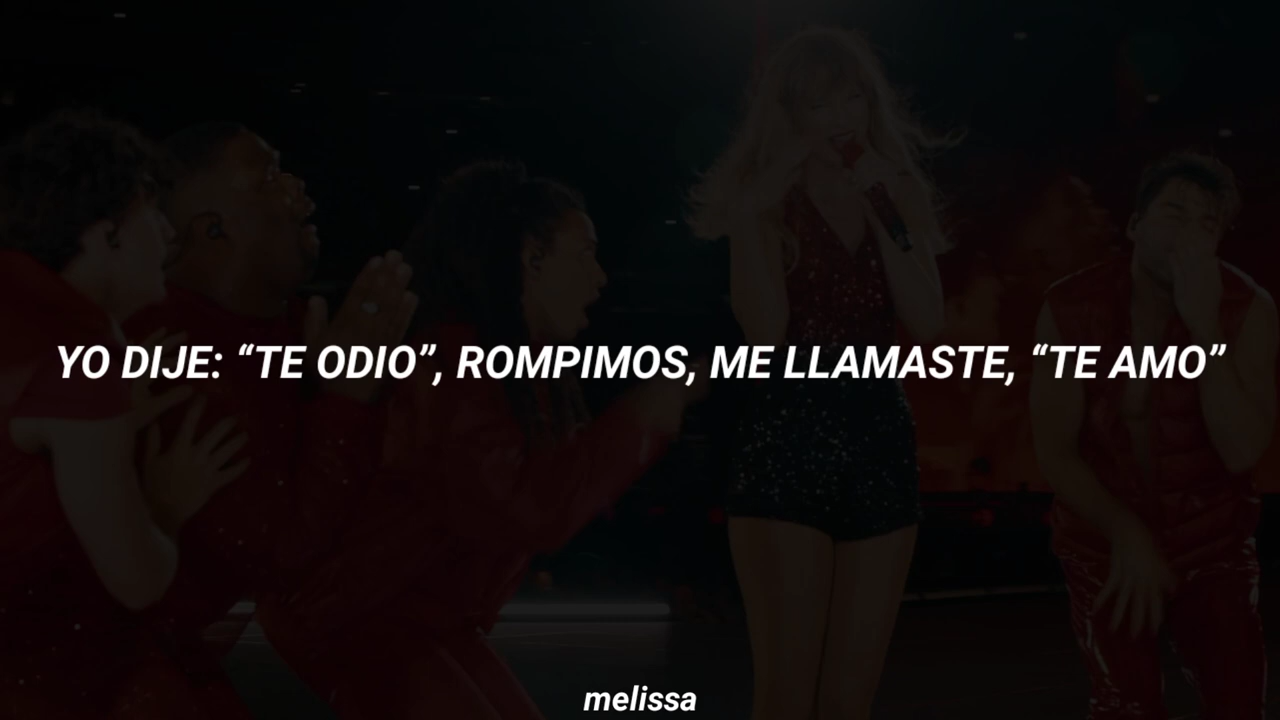 YO DIJE: “TE ODIO”, ROMPIMOS, ME LLAMASTE, “TE AMO”
melissa